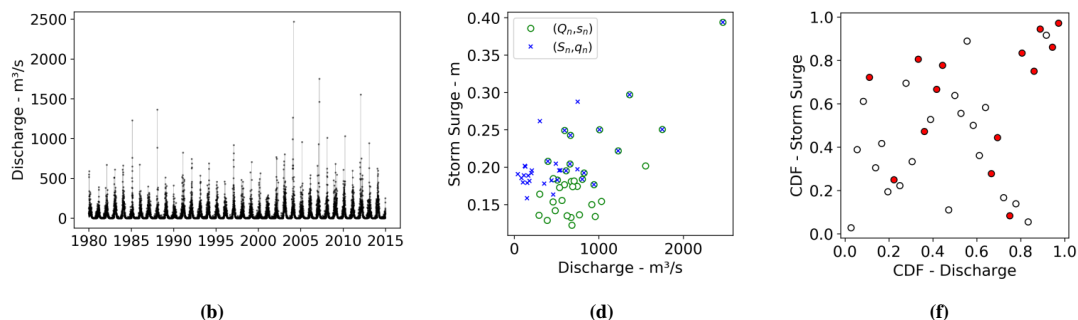 2500
2000
1500
1000
500
0
Discharge - m³/s
1980 1985 1990 1995 2000 2005 2010 2015
(b)
0.40
0.35
0.30
0.25
0.20
0.15
Storm Surge - m
(Qn,sn)
(Sn,qn)
0 1000 2000
Discharge - m³/s
(d)
1.0
0.8
0.6
0.4
0.2
0.0
CDF - Storm Surge
0.0 0.2 0.4 0.6 0.8 1.0
CDF - Discharge
(f)